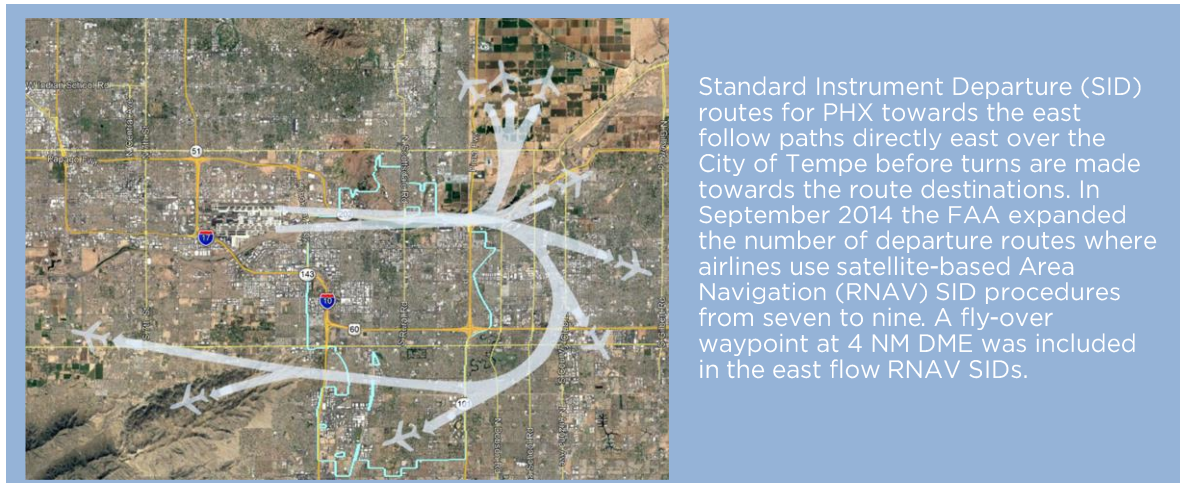 51
17
143
10
60
101
Standard Instrument Departure (SID)
routes for PHX towards the east
follow paths directly east over the
City of Tempe before turns are made
towards the route destinations. In
September 2014 the FAA expanded
the number of departure routes where
airlines use satellite-based Area
Navigation (RNAV) SID procedures
from seven to nine. A fly-over
waypoint at 4 NM DME was included
in the east flow RNAV SIDs.